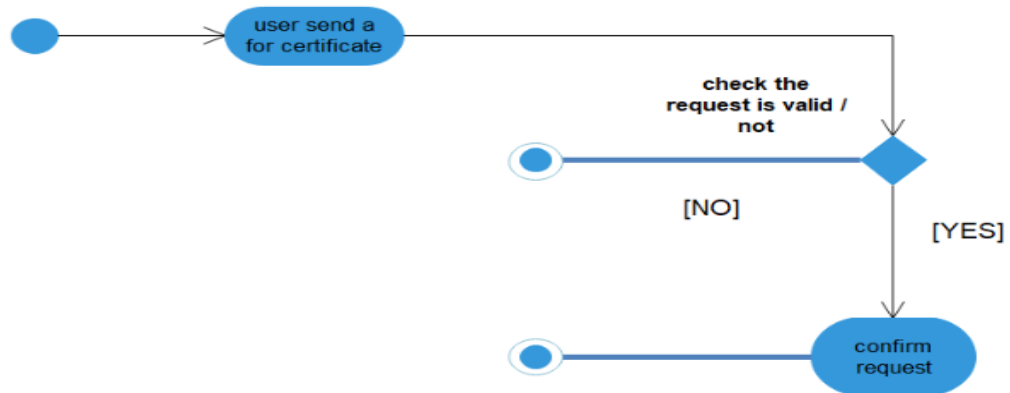 user send a
for certificate
check the
request is valid /
not
[NO]
[YES]
confirm
request